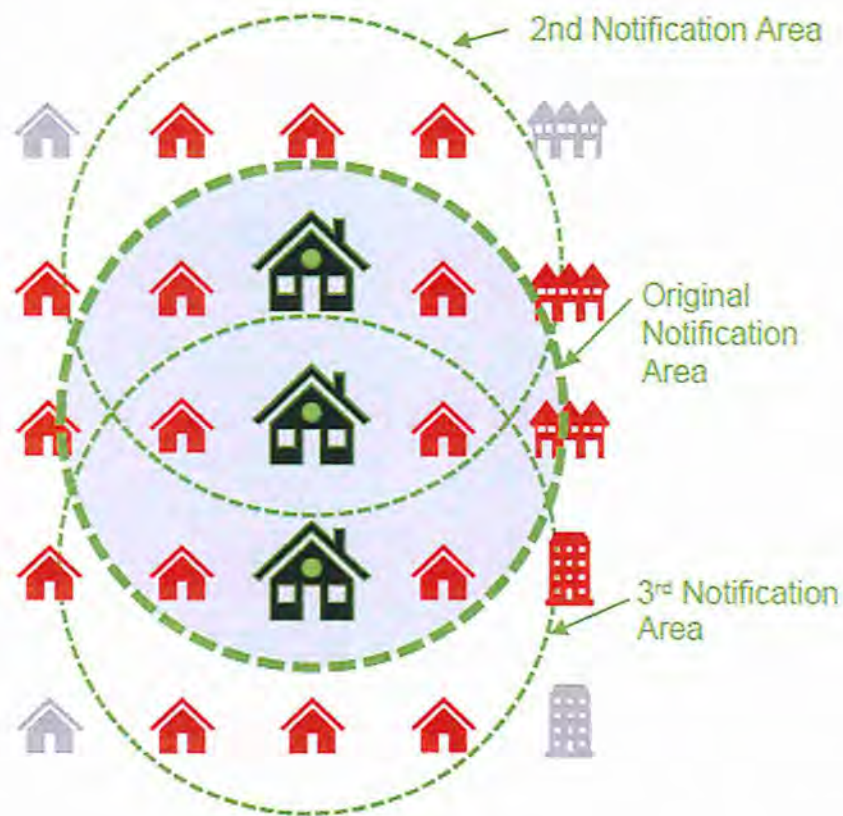 2nd Notification Area
Original
Notification
Area
3rd Notification
Area